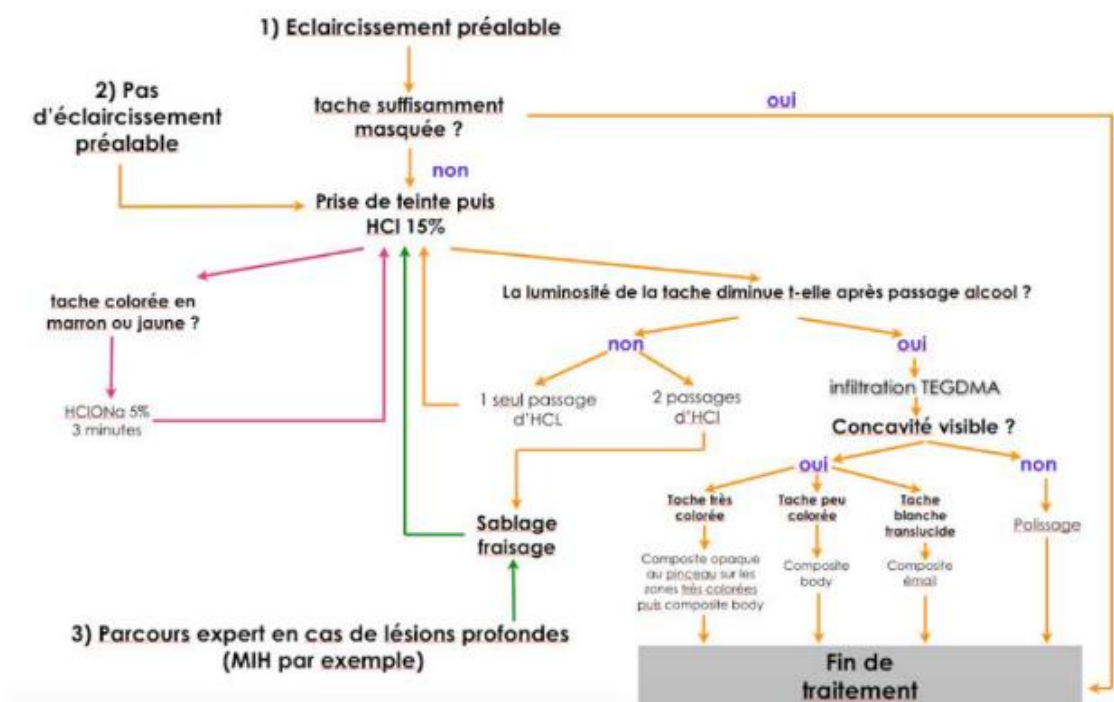 1) Eclaircissement préalable
2) Pas
d'éclaircissement
préalable
tache suffisamment
masquée ?
oui
non
Prise de teinte puis
HCl 15%
tache colorée en
marron ou jaune ?
HClONa 5%
3 minutes
La luminosité de la tache diminue t-elle après passage alcool ?
non
oui
1 seul passage
d'HCL
2 passages
d'HCl
infiltration TEGDMA
Concavité visible ?
oui
non
Tache très
colorée
Tache peu
colorée
Tache
blanche
translucide
Polissage
Sablage
fraisage
Composite opaque
au pinceau sur les
zones très colorées
puis composite body
Composite
body
Composite
émail
3) Parcours expert en cas de lésions profondes
(MIH par exemple)
Fin de
traitement